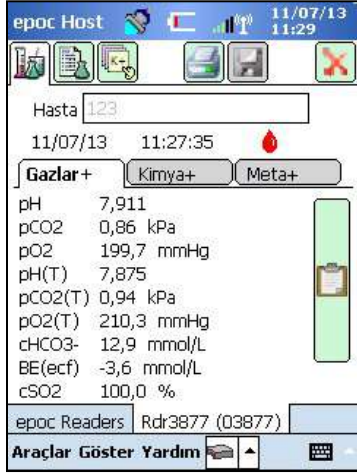 epoc Host 11/07/13
11:29
Hasta 123
11/07/13 11:27:35
Gazlar+ Kimya+ Meta+
pH 7,911
pCO2 0,86 kPa
pO2 199,7 mmHg
pH(T) 7,875
pCO2(T) 0,94 kPa
pO2(T) 210,3 mmHg
cHCO3- 12,9 mmol/L
BE(ecf) -3,6 mmol/L
cSO2 100,0 %
epoc Readers Rdr3877 (03877)
Araçlar Göster Yardım